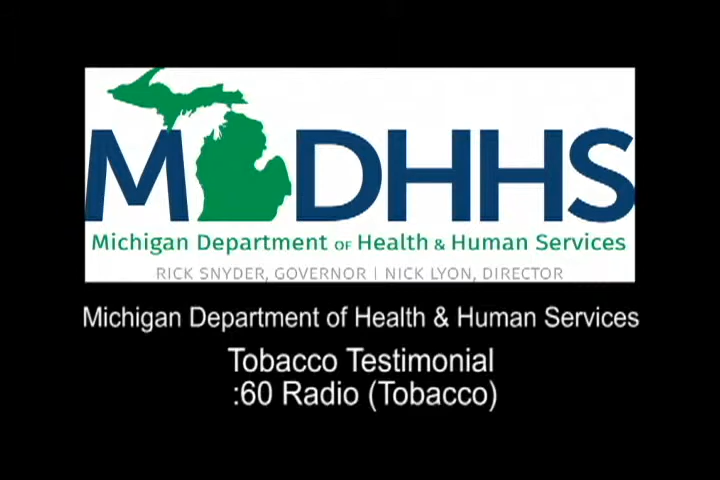 MDHHS
Michigan Department OF Health & Human Services
RICK SNYDER, GOVERNOR | NICK LYON, DIRECTOR
Michigan Department of Health & Human Services
Tobacco Testimonial
:60 Radio (Tobacco)